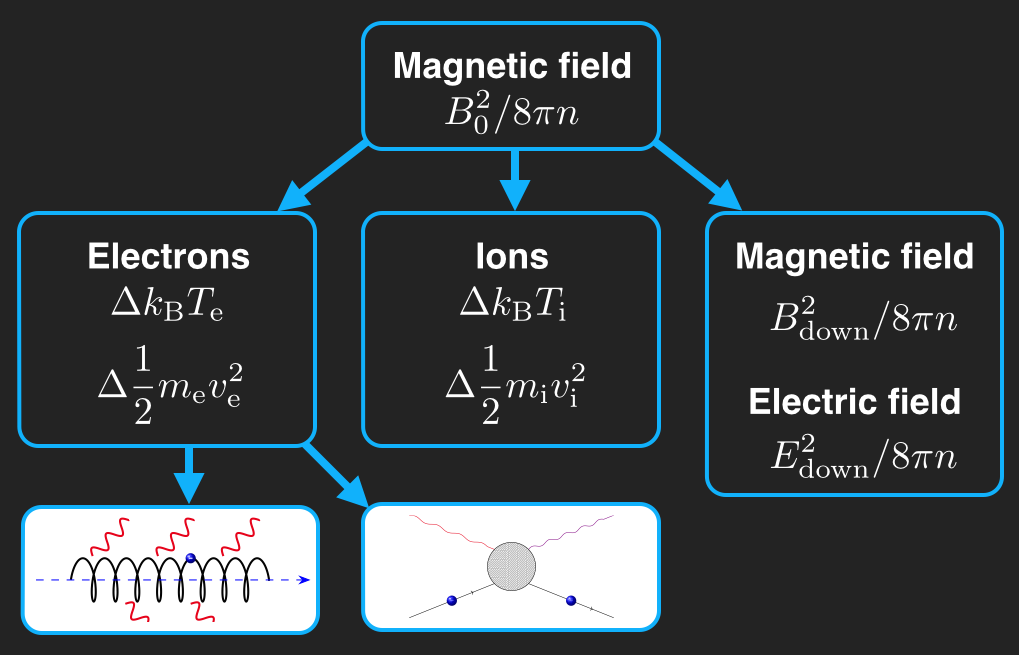 Magnetic field
$B_0^2/8\pi n$
Electrons
$\Delta k_{\mathrm{B}} T_{\mathrm{e}}$
$\Delta \frac{1}{2} m_{\mathrm{e}} v_{\mathrm{e}}^2$
Ions
$\Delta k_{\mathrm{B}} T_{\mathrm{i}}$
$\Delta \frac{1}{2} m_{\mathrm{i}} v_{\mathrm{i}}^2$
Magnetic field
$B_{\mathrm{down}}^2/8\pi n$
Electric field
$E_{\mathrm{down}}^2/8\pi n$